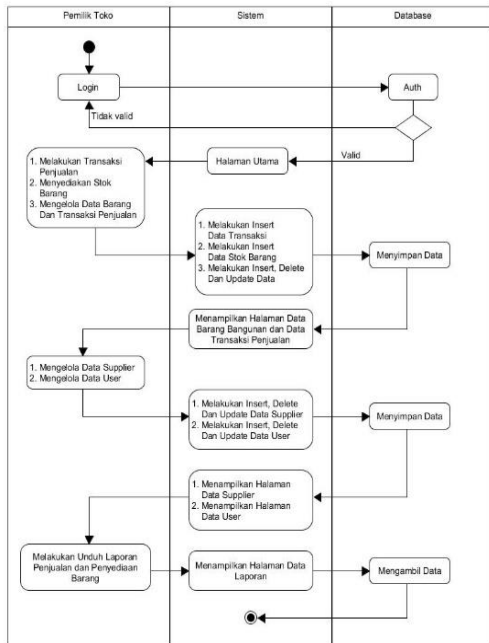 Pemilik Toko
Sistem
Database
Login
Auth
Tidak valid
Valid
Halaman Utama
1. Melakukan Transaksi
Penjualan
2. Menyediakan Stok
Barang
3. Mengelola Data Barang
Dan Transaksi Penjualan
1. Melakukan Insert
Data Transaksi
2. Melakukan Insert
Data Stok Barang
3. Melakukan Insert, Delete
Dan Update Data
Menyimpan Data
Menampilkan Halaman Data
Barang Bangunan dan Data
Transaksi Penjualan
1. Mengelola Data Supplier
2. Mengelola Data User
1. Melakukan Insert, Delete
Dan Update Data Supplier
2. Melakukan Insert, Delete
Dan Update Data User
Menyimpan Data
1. Menampilkan Halaman
Data Supplier
2. Menampilkan Halaman
Data User
Melakukan Unduh Laporan
Penjualan dan Penyediaan
Barang
Menampilkan Halaman Data
Laporan
Mengambil Data